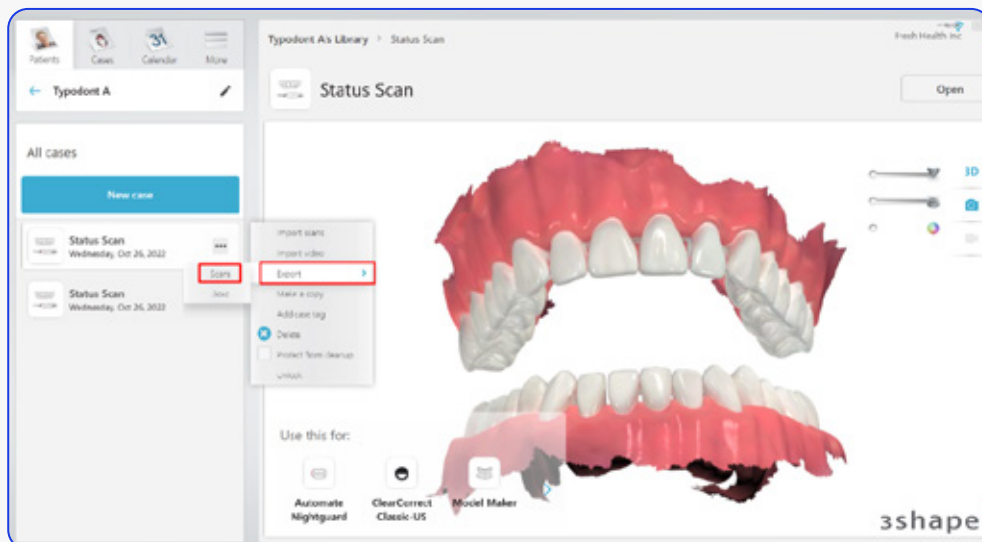 Patients
Cases
31
Calendar
More
Typodont A
All cases
New case
Status Scan
Wednesday, Oct 26, 2022
Scans
Status Scan
Wednesday, Oct 26, 2022
Import scans
Import video
Export
Make a copy
Add case tag
Delete
Protect from cleanup
Unlock
Typodont A's Library > Status Scan
Fresh Health Inc
Status Scan
Open
3D
Use this for:
Automate
Nightguard
ClearCorrect
Classic-US
Model Maker
3shape